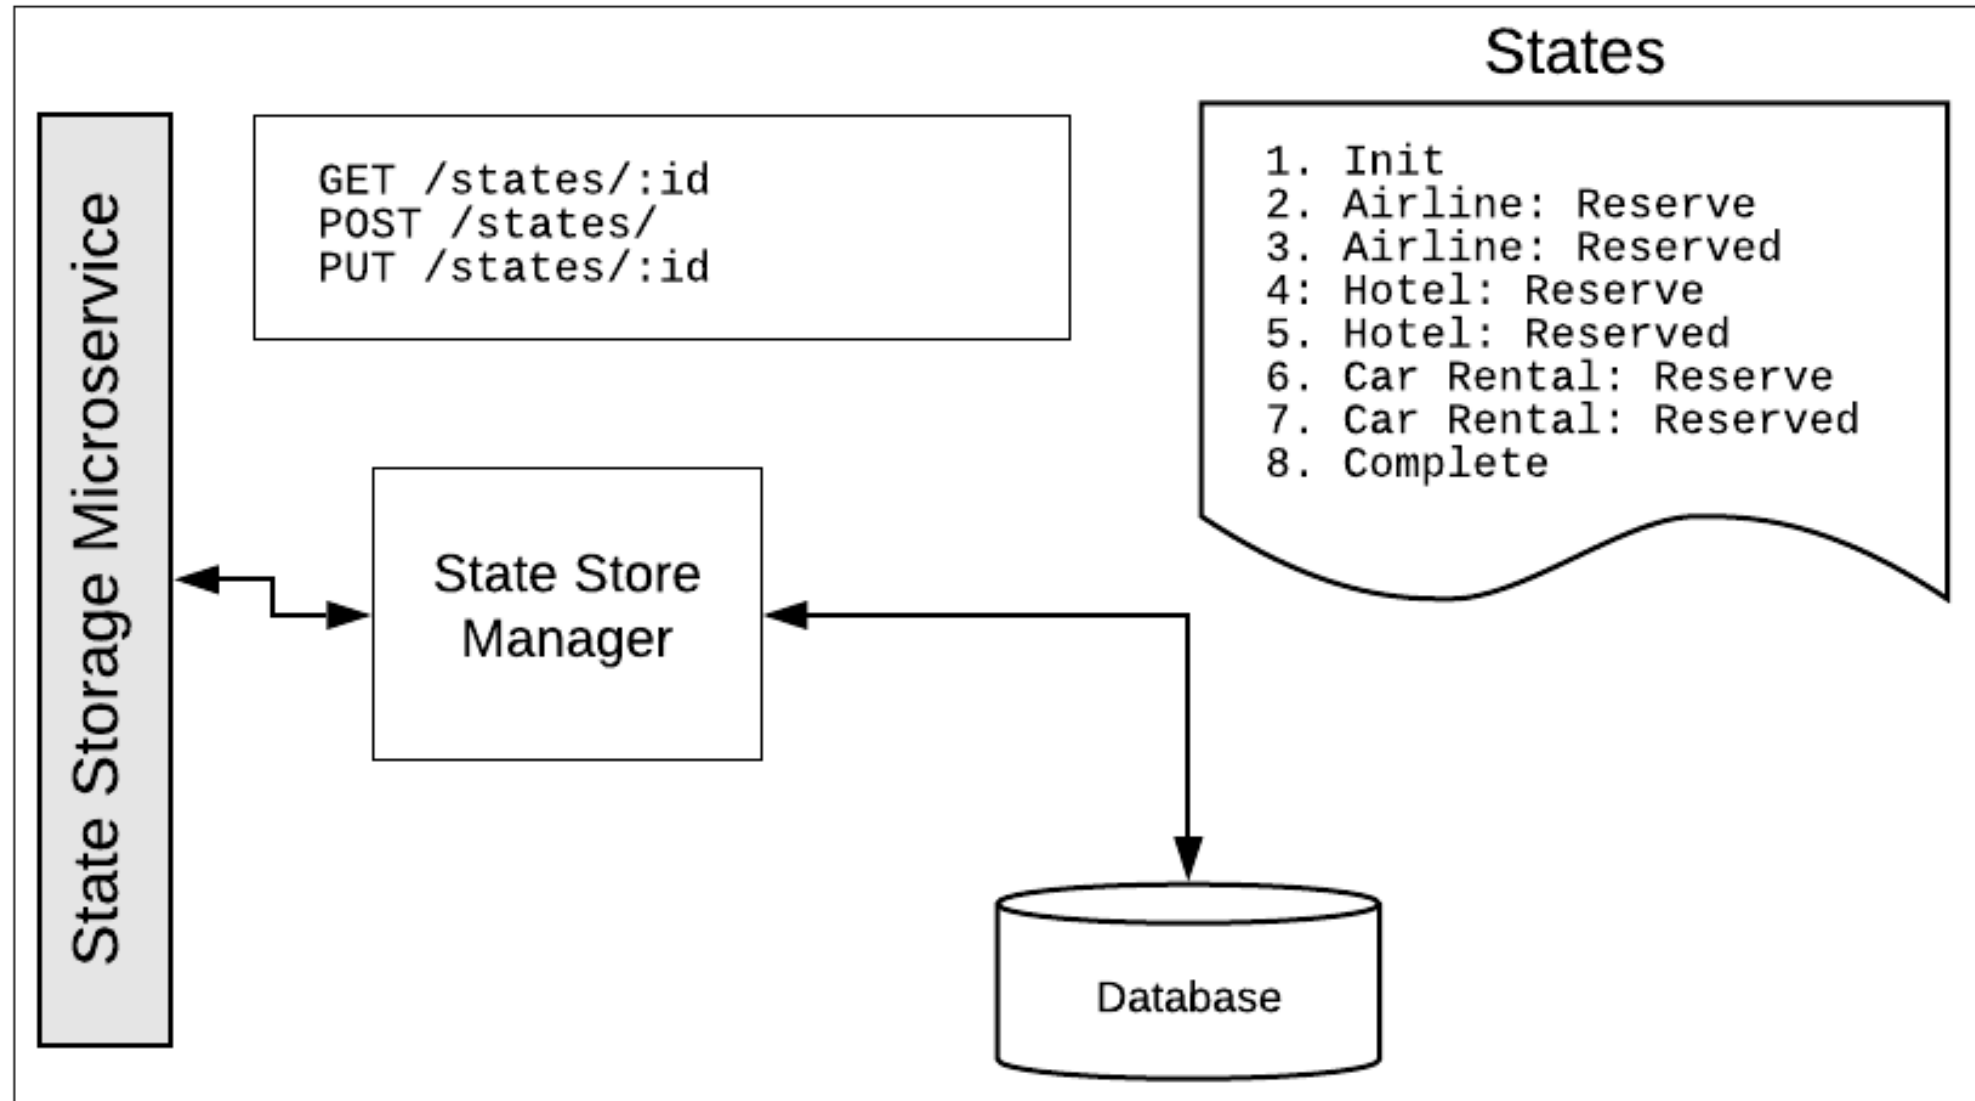 States
State Storage Microservice
GET /states/:id
POST /states/
PUT /states/:id
1. Init
2. Airline: Reserve
3. Airline: Reserved
4: Hotel: Reserve
5. Hotel: Reserved
6. Car Rental: Reserve
7. Car Rental: Reserved
8. Complete
State Store
Manager
Database